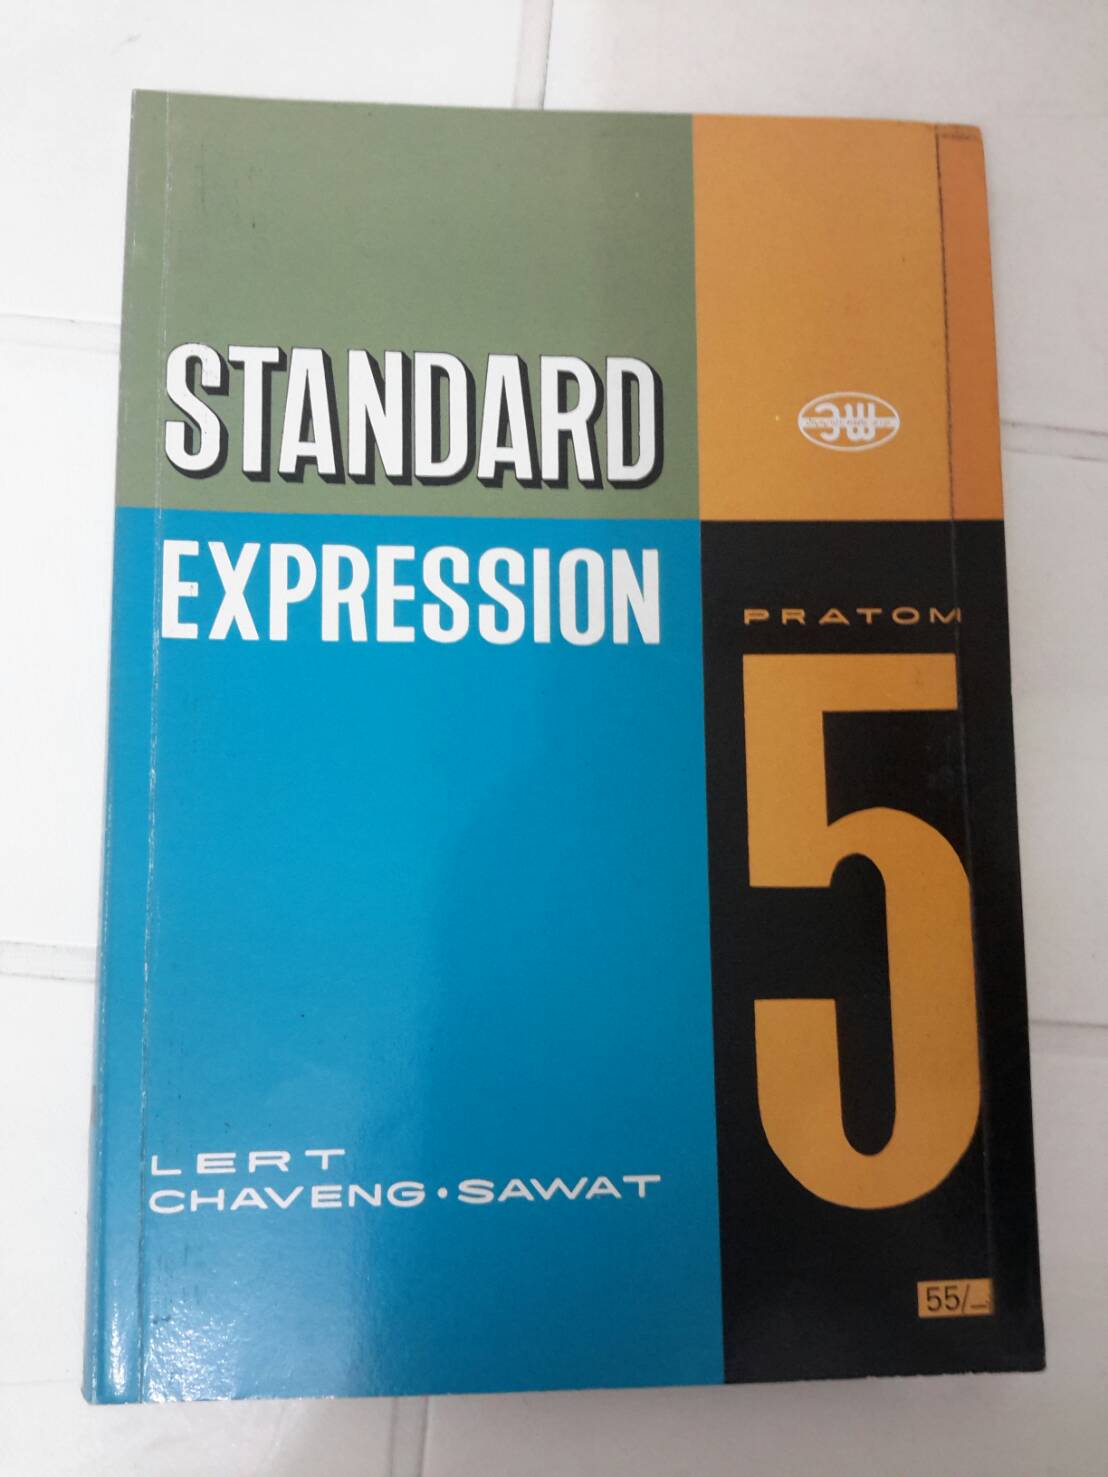 STANDARD
EXPRESSION
PRATOM
5
LERT
CHAVENG • SAWAT
55/_